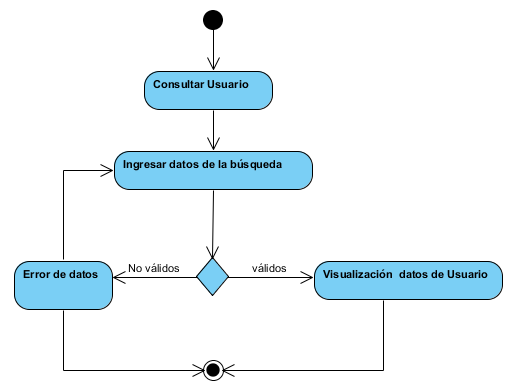 Consultar Usuario
Ingresar datos de la búsqueda
No válidos
válidos
Error de datos
Visualización datos de Usuario